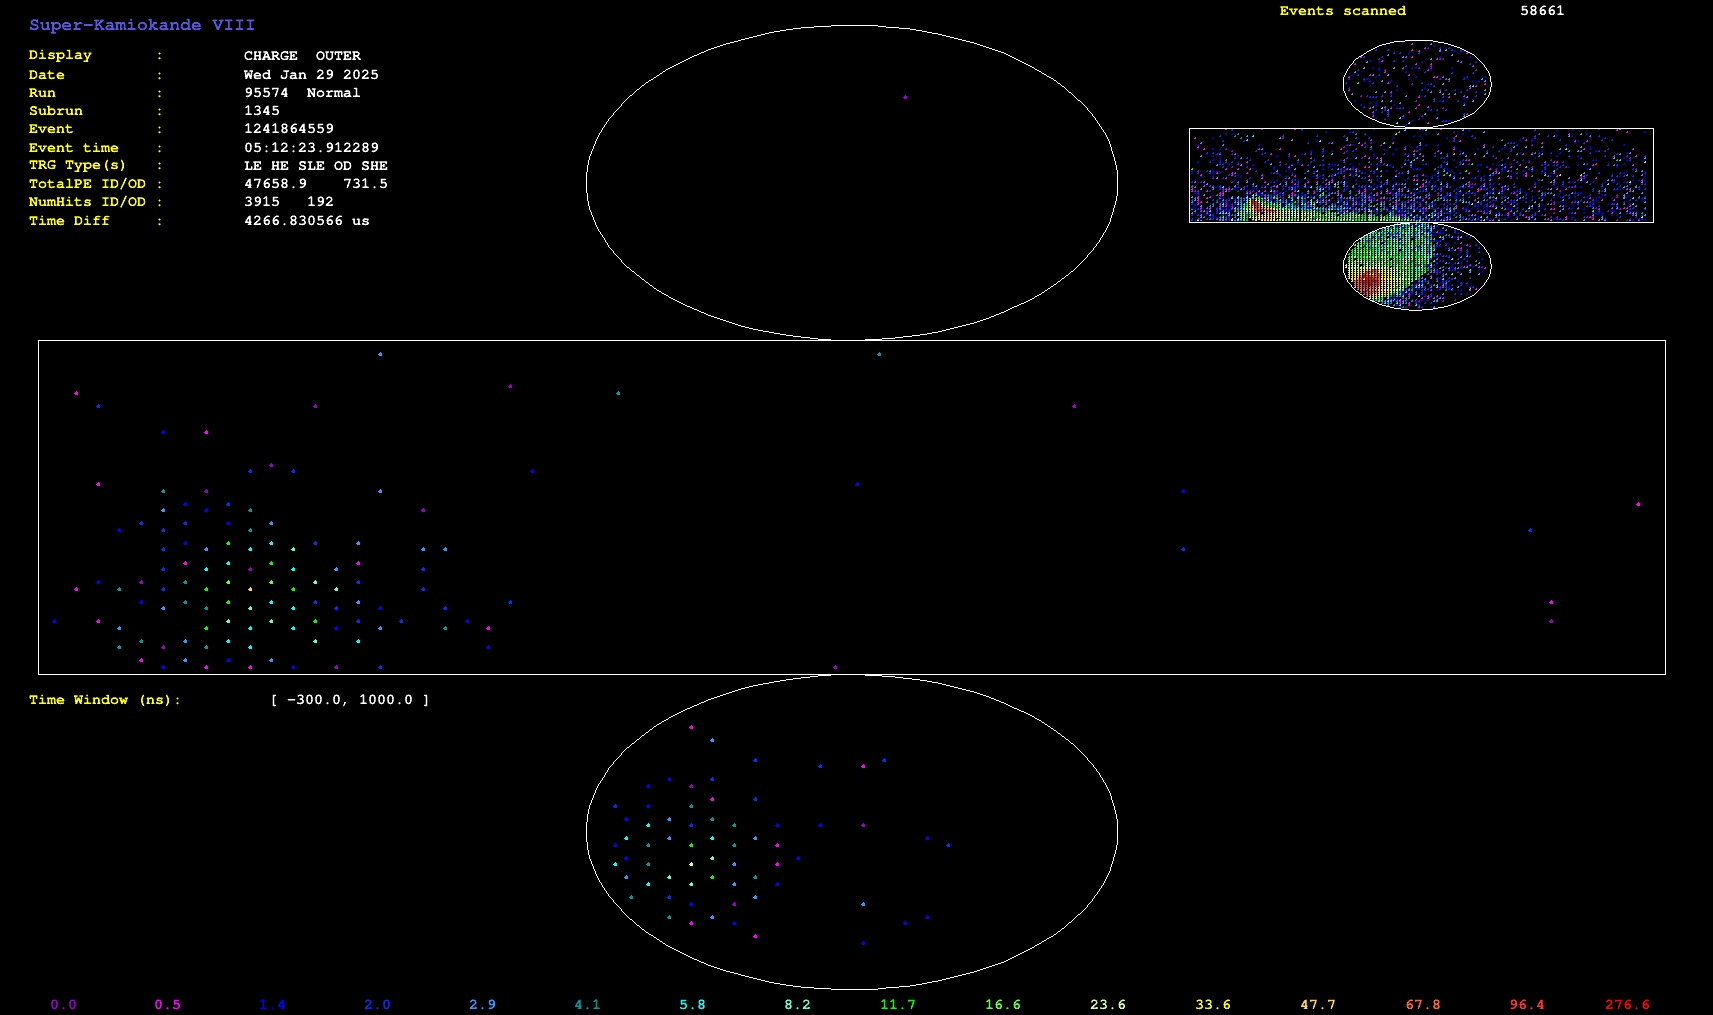 Super-Kamiokande VIII
Events scanned 58661
Display : CHARGE OUTER
Date : Wed Jan 29 2025
Run : 95574 Normal
Subrun : 1345
Event : 1241864559
Event time : 05:12:23.912289
TRG Type(s) : LE HE SLE OD SHE
TotalPE ID/OD : 47658.9 731.5
NumHits ID/OD : 3915 192
Time Diff : 4266.830566 us
Time Window (ns): [ -300.0, 1000.0 ]
0.0 0.5 1.4 2.0 2.9 4.1 5.8 8.2 11.7 16.6 23.6 33.6 47.7 67.8 96.4 276.6